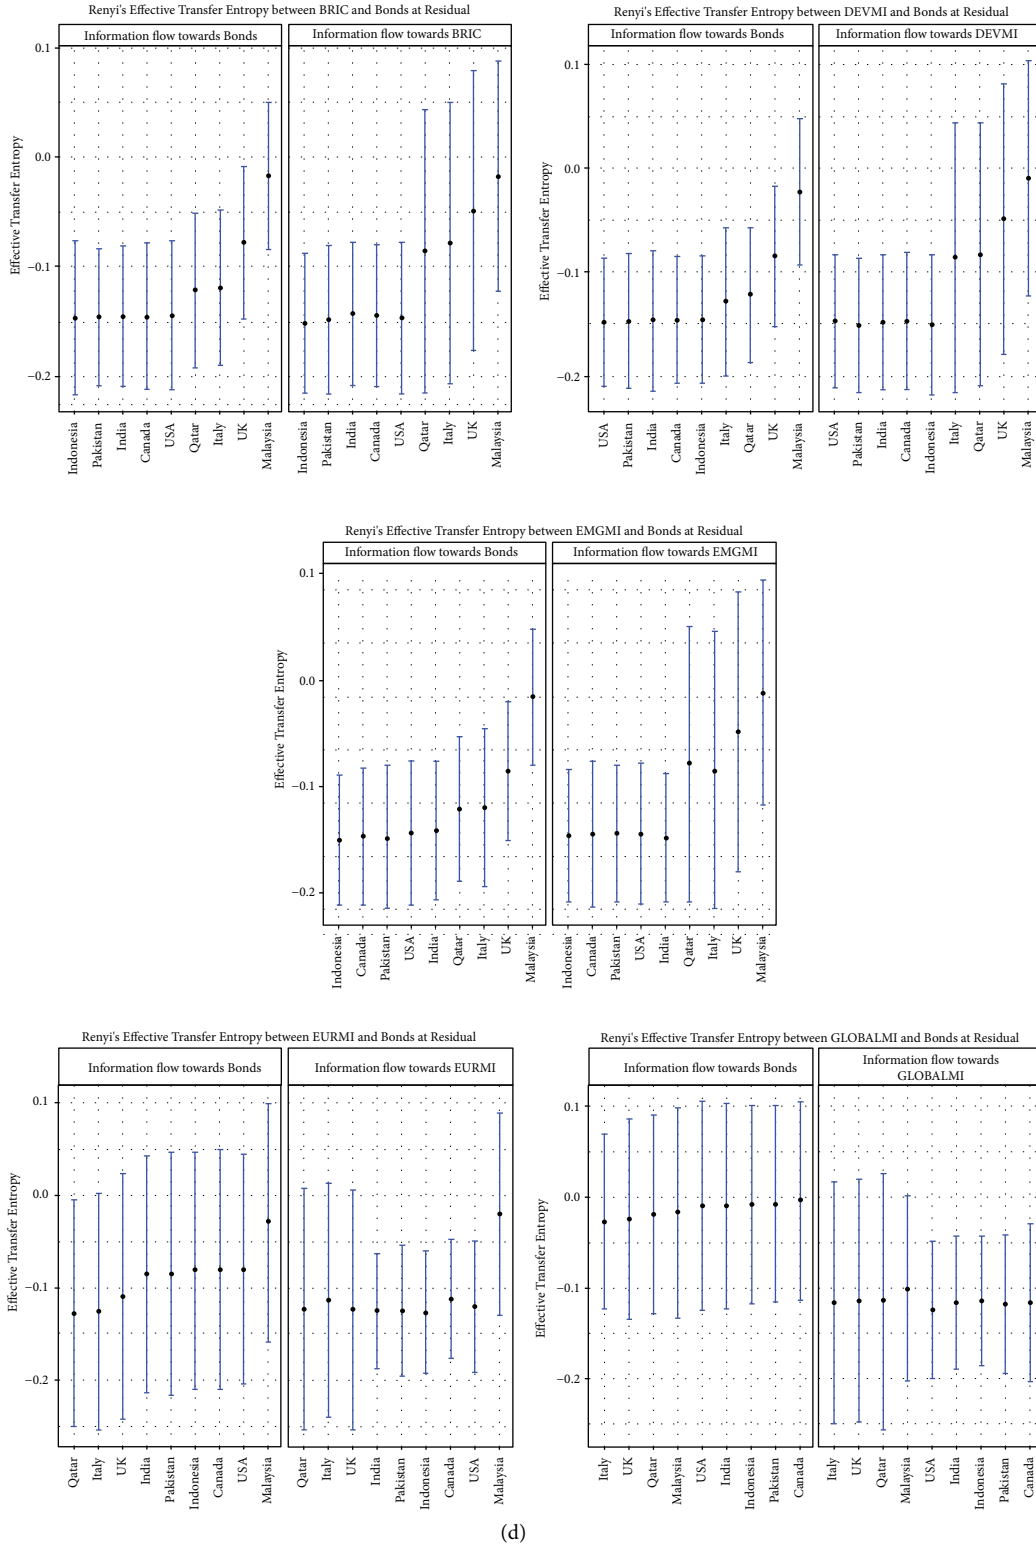 Renyi's Effective Transfer Entropy between BRIC and Bonds at Residual
Information flow towards Bonds
Information flow towards BRIC
Effective Transfer Entropy
0.1
0.0
−0.1
−0.2
Indonesia
Pakistan
India
Canada
USA
Qatar
Italy
UK
Malaysia
Indonesia
Pakistan
India
Canada
USA
Qatar
Italy
UK
Malaysia
Renyi's Effective Transfer Entropy between DEVMI and Bonds at Residual
Information flow towards Bonds
Information flow towards DEVMI
Effective Transfer Entropy
0.1
0.0
−0.1
−0.2
USA
Pakistan
India
Canada
Indonesia
Italy
Qatar
UK
Malaysia
USA
Pakistan
India
Canada
Indonesia
Italy
Qatar
UK
Malaysia
Renyi's Effective Transfer Entropy between EMGMI and Bonds at Residual
Information flow towards Bonds
Information flow towards EMGMI
Effective Transfer Entropy
0.1
0.0
−0.1
−0.2
Indonesia
Canada
Pakistan
USA
India
Qatar
Italy
UK
Malaysia
Indonesia
Canada
Pakistan
USA
India
Qatar
Italy
UK
Malaysia
Renyi's Effective Transfer Entropy between EURMI and Bonds at Residual
Information flow towards Bonds
Information flow towards EURMI
Effective Transfer Entropy
0.1
0.0
−0.1
−0.2
Qatar
Italy
UK
India
Pakistan
Indonesia
Canada
USA
Malaysia
Qatar
Italy
UK
India
Pakistan
Indonesia
Canada
USA
Malaysia
Renyi's Effective Transfer Entropy between GLOBALMI and Bonds at Residual
Information flow towards Bonds
Information flow towards
GLOBALMI
Effective Transfer Entropy
0.1
0.0
−0.1
−0.2
Italy
UK
Qatar
Malaysia
USA
India
Indonesia
Pakistan
Canada
Italy
UK
Qatar
Malaysia
USA
India
Indonesia
Pakistan
Canada
(d)